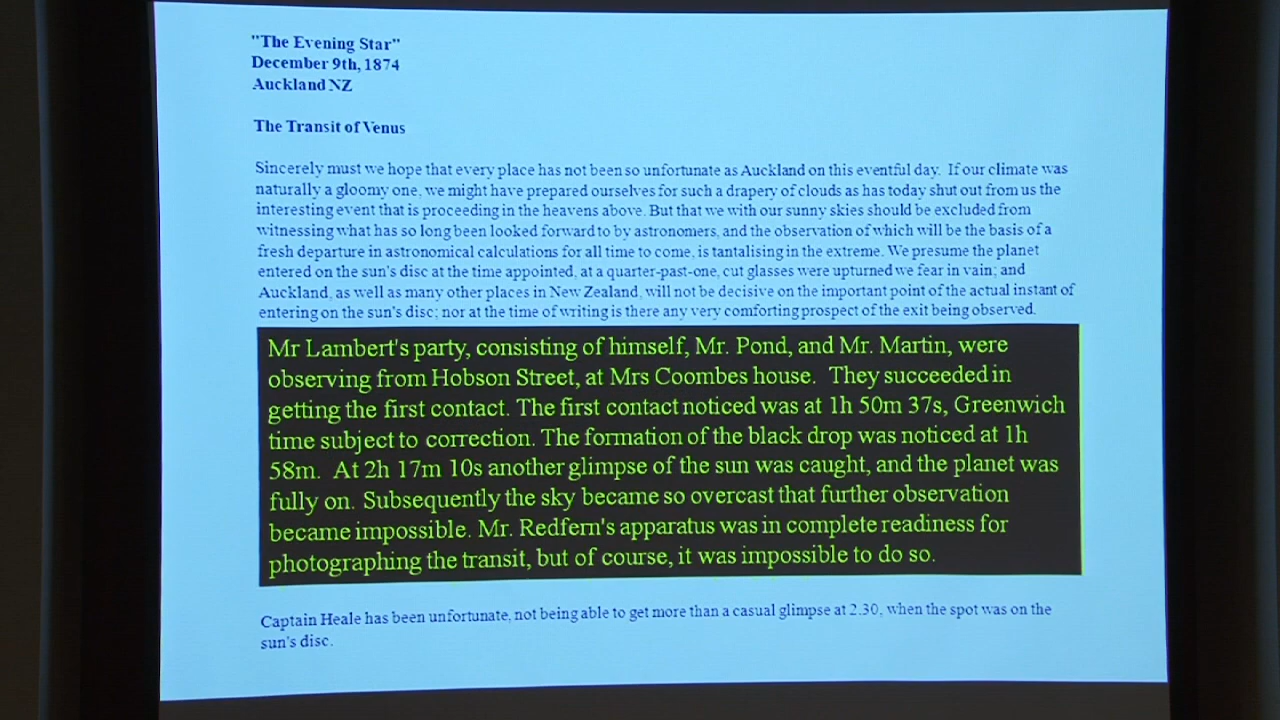 "The Evening Star"
December 9th, 1874
Auckland NZ
The Transit of Venus
Sincerely must we hope that every place has not been so unfortunate as Auckland on this eventful day. If our climate was
naturally a gloomy one, we might have prepared ourselves for such a drapery of clouds as has today shut out from us the
interesting event that is proceeding in the heavens above. But that we with our sunny skies should be excluded from
witnessing what has so long been looked forward to by astronomers, and the observation of which will be the basis of a
fresh departure in astronomical calculations for all time to come, is tantalising in the extreme. We presume the planet
entered on the sun's disc at the time appointed, at a quarter-past-one, cut glasses were upturned we fear in vain; and
Auckland, as well as many other places in New Zealand, will not be decisive on the important point of the actual instant of
entering on the sun's disc; nor at the time of writing is there any very comforting prospect of the exit being observed.
Mr Lambert's party, consisting of himself, Mr. Pond, and Mr. Martin, were
observing from Hobson Street, at Mrs Coombes house. They succeeded in
getting the first contact. The first contact noticed was at 1h 50m 37s, Greenwich
time subject to correction. The formation of the black drop was noticed at 1h
58m. At 2h 17m 10s another glimpse of the sun was caught, and the planet was
fully on. Subsequently the sky became so overcast that further observation
became impossible. Mr. Redfern's apparatus was in complete readiness for
photographing the transit, but of course, it was impossible to do so.
Captain Heale has been unfortunate, not being able to get more than a casual glimpse at 2.30, when the spot was on the
sun's disc.